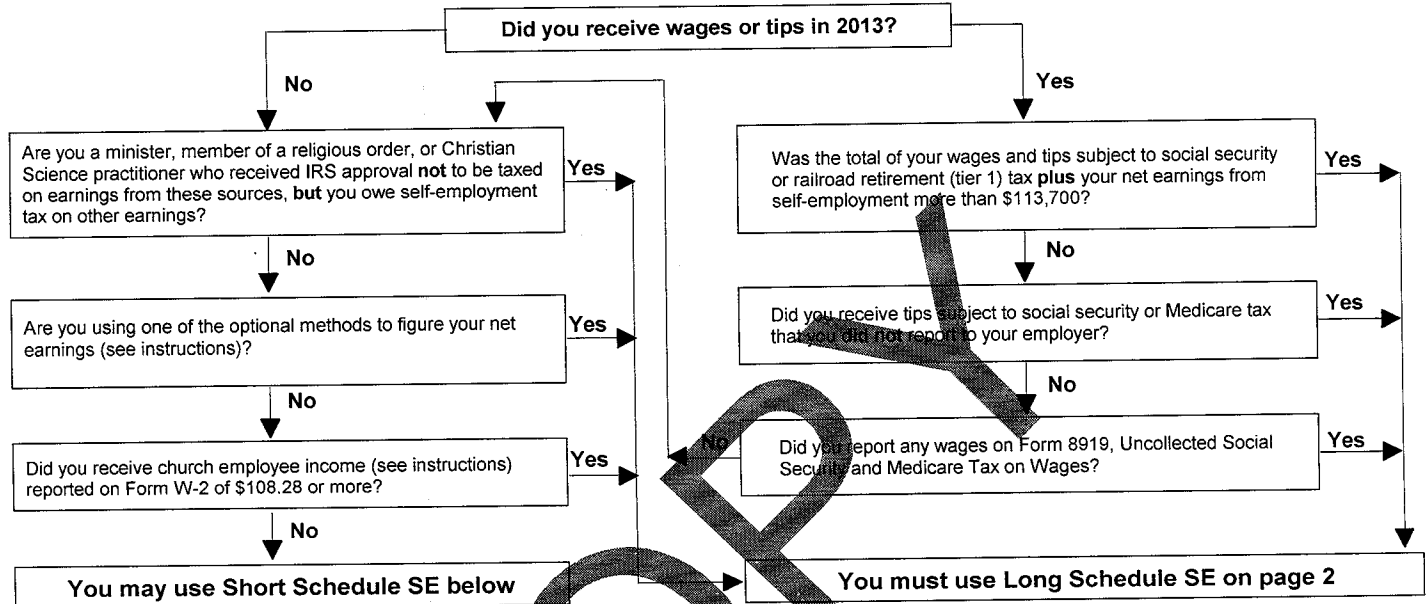 Did you receive wages or tips in 2013?
No
Yes
Are you a minister, member of a religious order, or Christian
Science practitioner who received IRS approval not to be taxed
on earnings from these sources, but you owe self-employment
tax on other earnings?
Yes
Was the total of your wages and tips subject to social security
or railroad retirement (tier 1) tax plus your net earnings from
self-employment more than $113,700?
Yes
No
No
Are you using one of the optional methods to figure your net
earnings (see instructions)?
Yes
Did you receive tips subject to social security or Medicare tax
that you did not report to your employer?
Yes
No
No
Did you receive church employee income (see instructions)
reported on Form W-2 of $108.28 or more?
Yes
No
Did you report any wages on Form 8919, Uncollected Social
Security and Medicare Tax on Wages?
Yes
No
You may use Short Schedule SE below
You must use Long Schedule SE on page 2